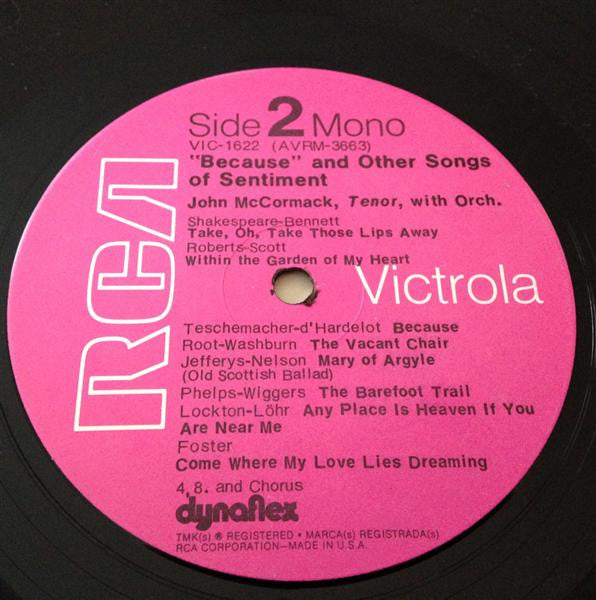 RCA
Side 2 Mono
VIC-1622 (AVRM-3663)
"Because" and Other Songs
of Sentiment
John McCormack, Tenor, with Orch.
Shakespeare-Bennett
Take, Oh, Take Those Lips Away
Roberts-Scott
Within the Garden of My Heart
Victrola
Teschemacher-d'Hardelot Because
Root-Washburn The Vacant Chair
Jefferys-Nelson Mary of Argyle
(Old Scottish Ballad)
Phelps-Wiggers The Barefoot Trail
Lockton-Löhr Any Place Is Heaven If You
Are Near Me
Foster
Come Where My Love Lies Dreaming
4, 8. and Chorus
dynaflex
TMK(s) ® REGISTERED • MARCA(s) REGISTRADA(s)
RCA CORPORATION—MADE IN U.S.A.